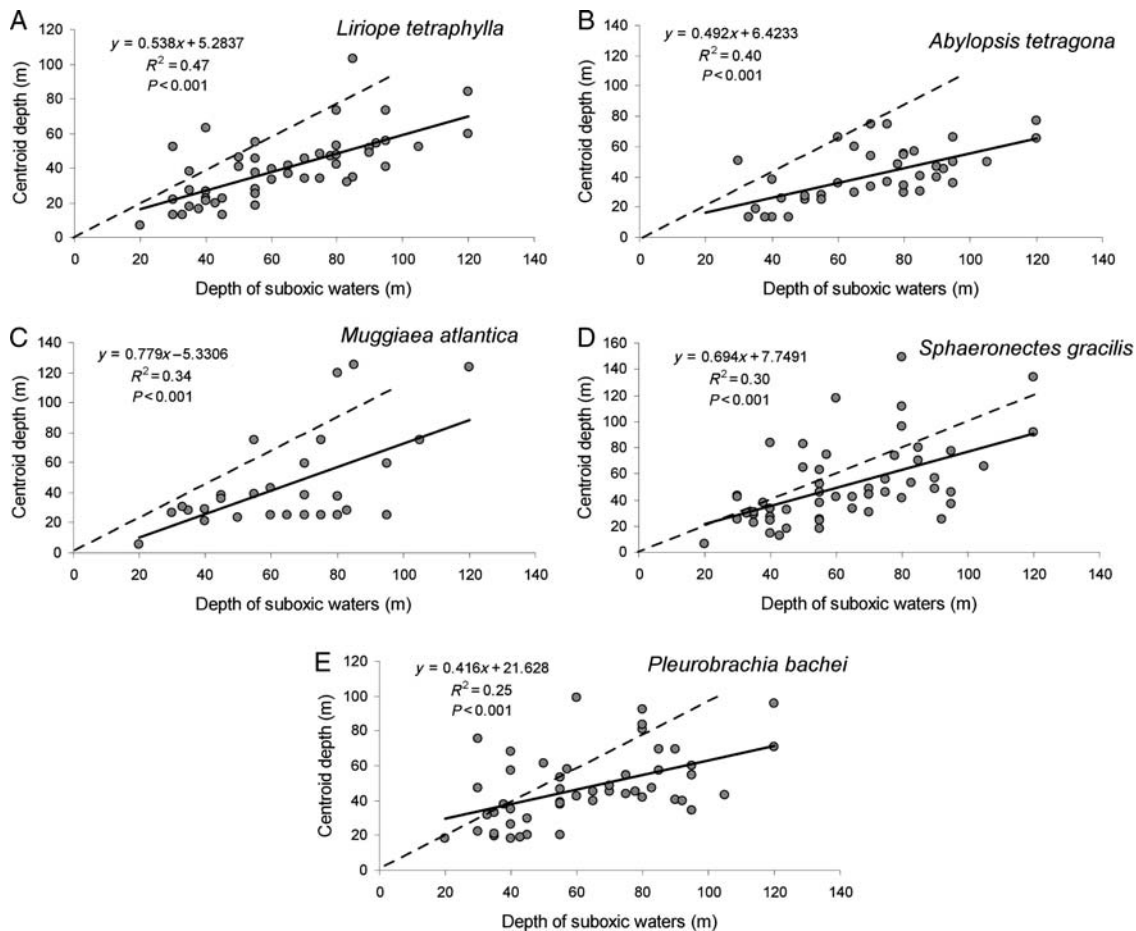 A
Liriope tetraphylla
y = 0.538x + 5.2837
R² = 0.47
P < 0.001
Centroid depth (m)
120
100
80
60
40
20
0
0 20 40 60 80 100 120 140
Depth of suboxic waters (m)
B
Abylopsis tetragona
y = 0.492x + 6.4233
R² = 0.40
P < 0.001
Centroid depth (m)
140
120
100
80
60
40
20
0
0 20 40 60 80 100 120 140
Depth of suboxic waters (m)
C
Muggiaea atlantica
y = 0.779x − 5.3306
R² = 0.34
P < 0.001
Centroid depth (m)
140
120
100
80
60
40
20
0
0 20 40 60 80 100 120 140
Depth of suboxic waters (m)
D
Sphaeronectes gracilis
y = 0.694x + 7.7491
R² = 0.30
P < 0.001
Centroid depth (m)
160
140
120
100
80
60
40
20
0
0 20 40 60 80 100 120 140
Depth of suboxic waters (m)
E
Pleurobrachia bachei
y = 0.416x + 21.628
R² = 0.25
P < 0.001
Centroid depth (m)
120
100
80
60
40
20
0
0 20 40 60 80 100 120 140
Depth of suboxic waters (m)